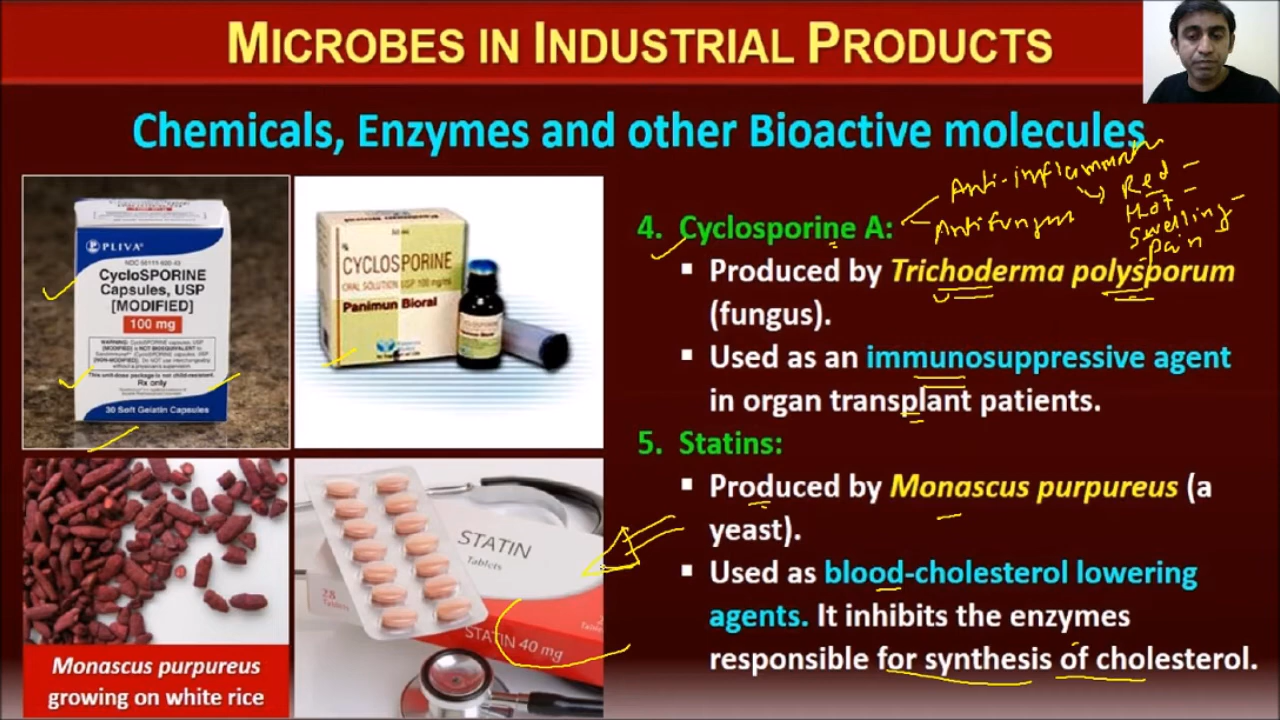 MICROBES IN INDUSTRIAL PRODUCTS
Chemicals, Enzymes and other Bioactive molecules
PLIVA
CycloSPORINE
Capsules, USP
[MODIFIED]
100 mg
Rx only
30 Soft Gelatin Capsules
CYCLOSPORINE
ORAL SOLUTION USP 100 mg/ml
Panimun Bioral
Monascus purpureus
growing on white rice
STATIN
Tablets
28
Tablets
STATIN 40 mg
4. Cyclosporine A:
Anti-inflammato
Antifungus
Red
Hot
Swelling
Pain
▪ Produced by Trichoderma polysporum
(fungus).
▪ Used as an immunosuppressive agent
in organ transplant patients.
5. Statins:
▪ Produced by Monascus purpureus (a
yeast).
▪ Used as blood-cholesterol lowering
agents. It inhibits the enzymes
responsible for synthesis of cholesterol.